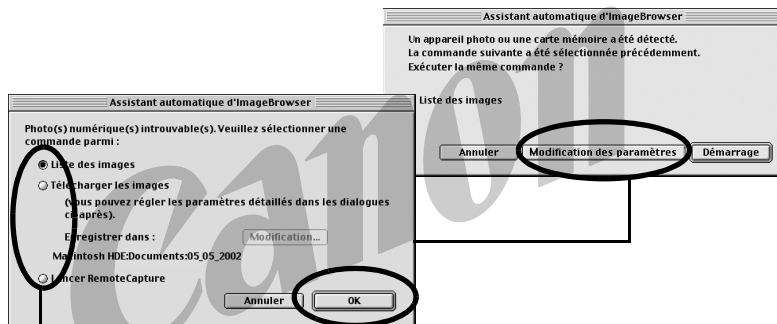 Assistant automatique d'ImageBrowser
Un appareil photo ou une carte mémoire a été détecté.
La commande suivante a été sélectionnée précédemment.
Exécuter la même commande ?
Liste des images
Annuler
Modification des paramètres
Démarrage
Assistant automatique d'ImageBrowser
Photo(s) numérique(s) introuvable(s). Veuillez sélectionner une
commande parmi :
Liste des images
Télécharger les images
(vous pouvez régler les paramètres détaillés dans les dialogues
ci-après).
Enregistrer dans :
Modification...
Macintosh HDE:Documents:05_05_2002
Lancer RemoteCapture
Annuler
OK
Canon